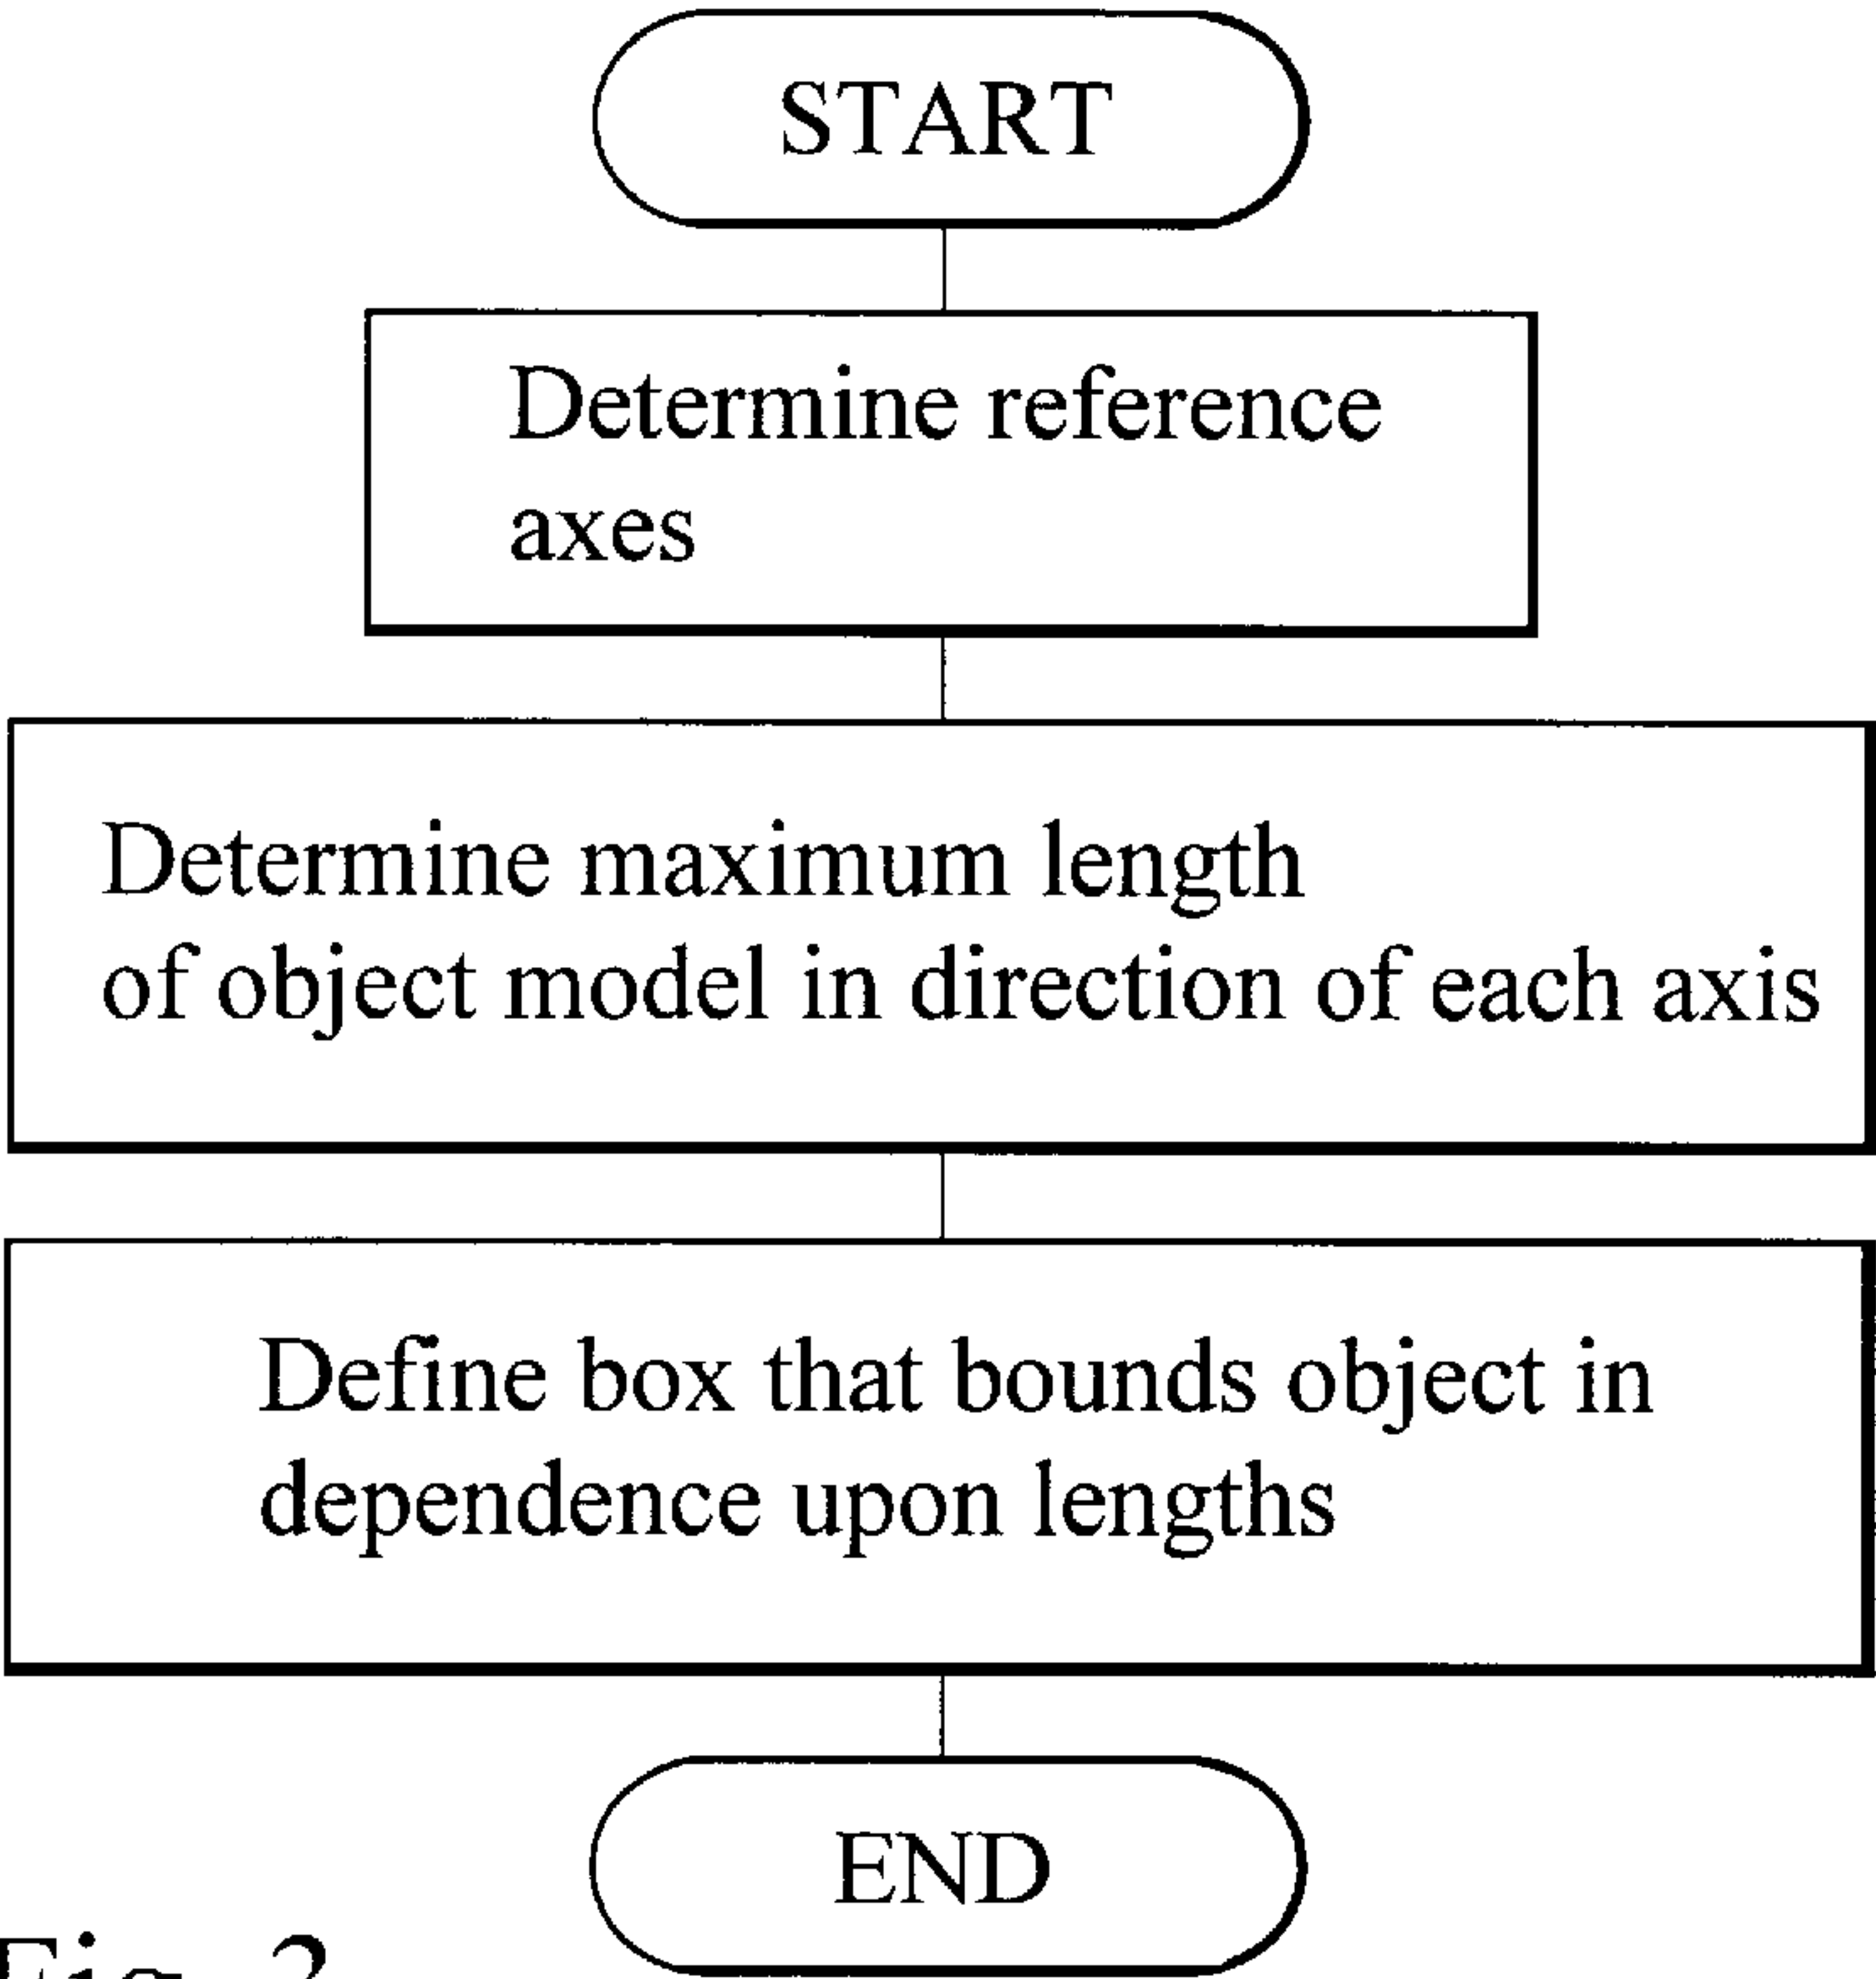 START
Determine reference
axes
Determine maximum length
of object model in direction of each axis
Define box that bounds object in
dependence upon lengths
END
Fig.